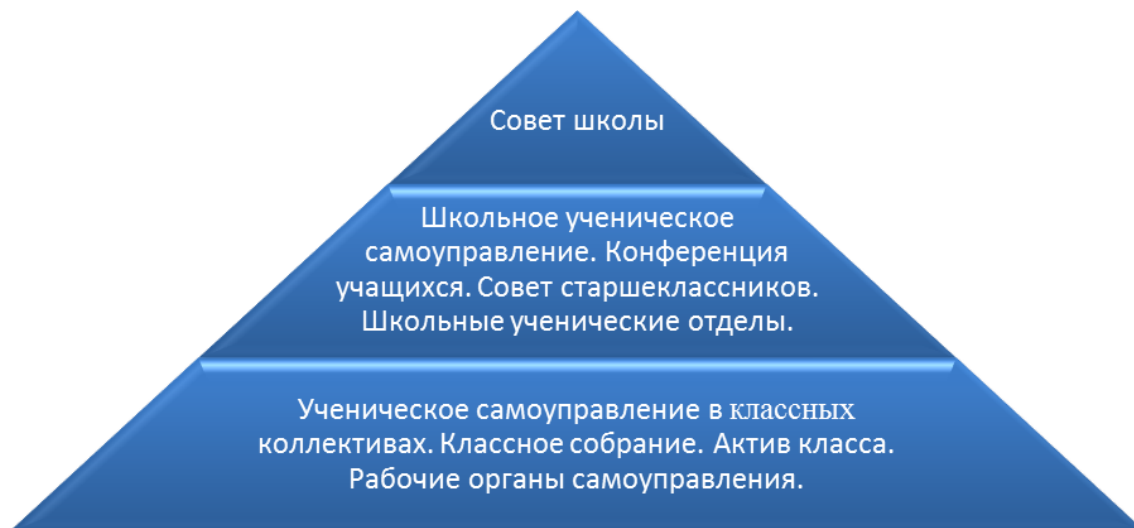 Совет школы
Школьное ученическое
самоуправление. Конференция
учащихся. Совет старшеклассников.
Школьные ученические отделы.
Ученическое самоуправление в классных
коллективах. Классное собрание. Актив класса.
Рабочие органы самоуправления.